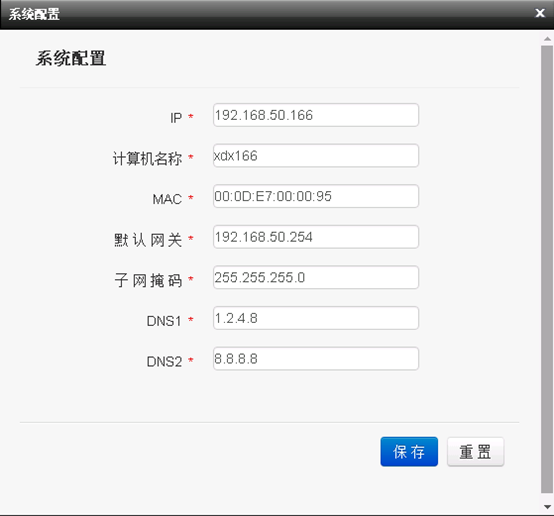 系统配置
系统配置
IP * 192.168.50.166
计算机名称 * xdx166
MAC * 00:0D:E7:00:00:95
默认网关 * 192.168.50.254
子网掩码 * 255.255.255.0
DNS1 * 1.2.4.8
DNS2 * 8.8.8.8
保存 重置